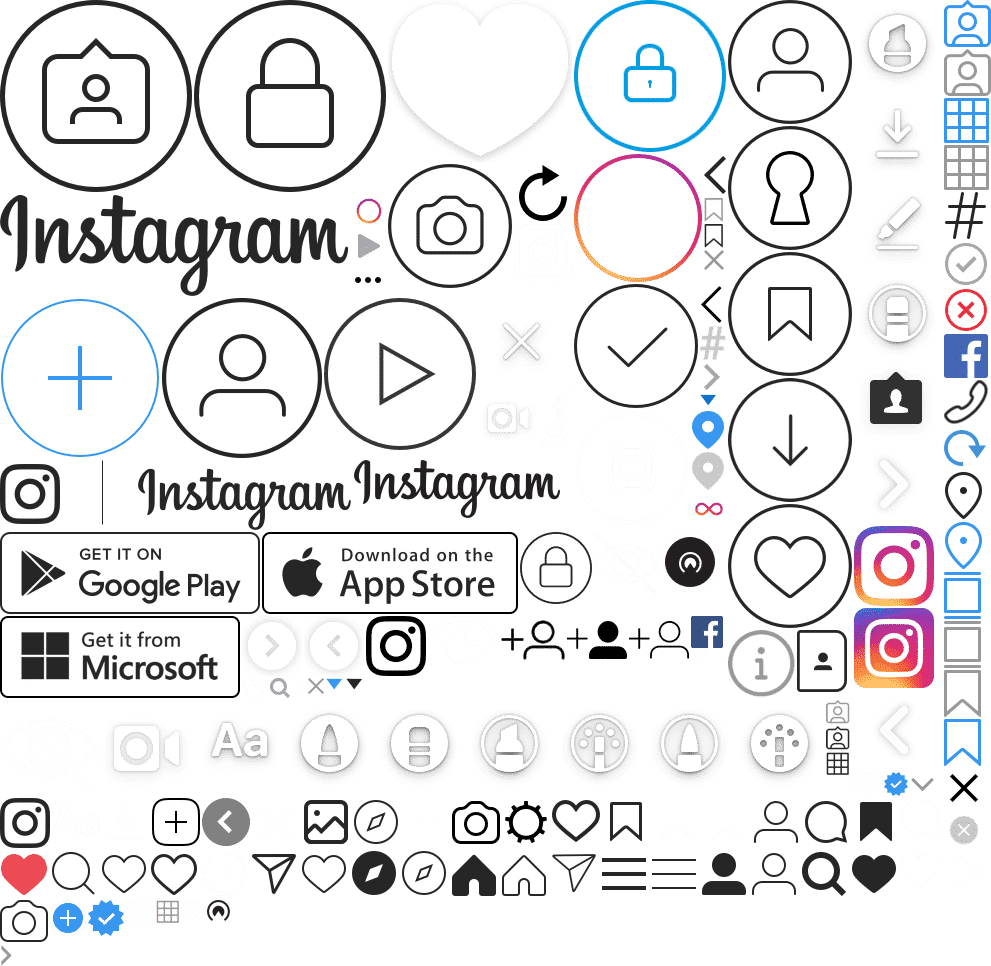 Instagram
Instagram
Instagram
GET IT ON
Google Play
Download on the
App Store
Get it from
Microsoft
Aa